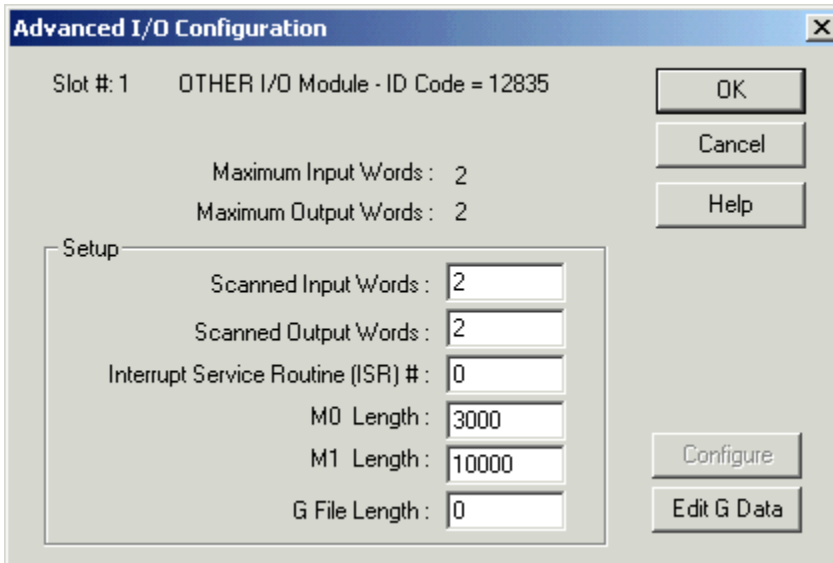 Advanced I/O Configuration
Slot #: 1 OTHER I/O Module - ID Code = 12835
OK
Cancel
Maximum Input Words : 2
Maximum Output Words : 2
Help
Setup
Scanned Input Words : 2
Scanned Output Words : 2
Interrupt Service Routine (ISR) # : 0
M0 Length : 3000
M1 Length : 10000
Configure
G File Length : 0
Edit G Data